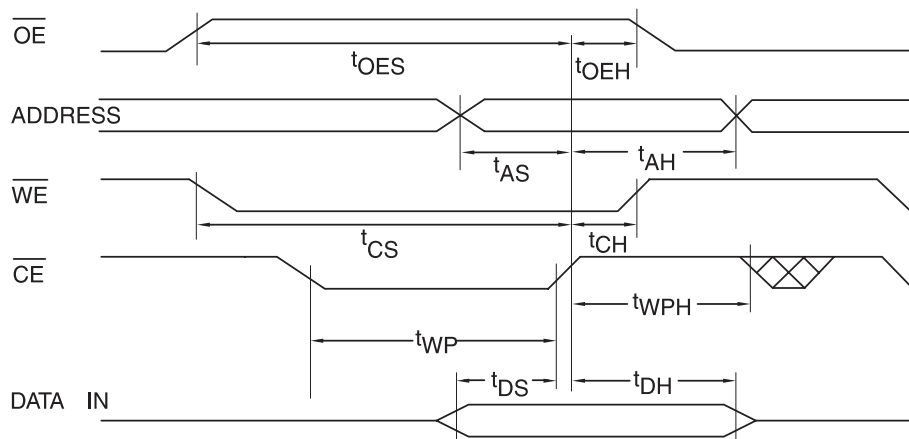 OE
tOES
tOEH
ADDRESS
tAS
tAH
WE
tCS
tCH
CE
tWPH
tWP
tDS
tDH
DATA IN